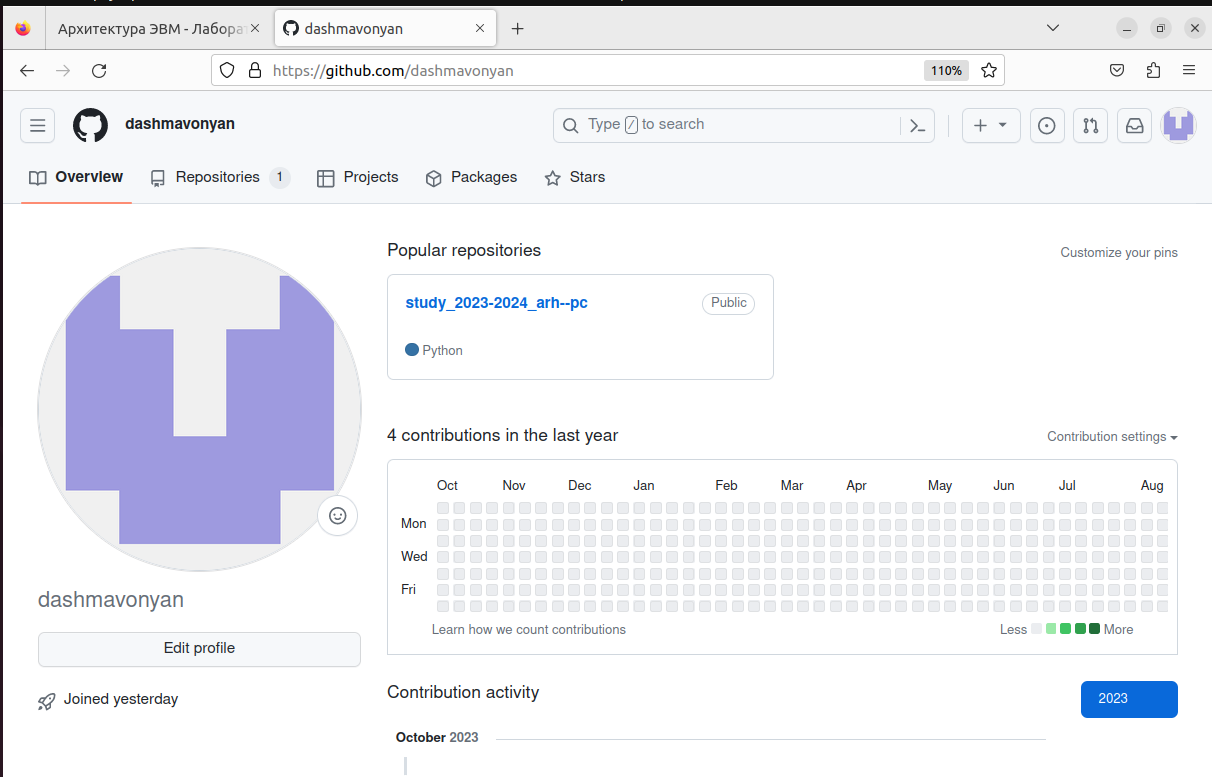 Архитектура ЭВМ - Лаборат
dashmavonyan
https://github.com/dashmavonyan
110%
dashmavonyan
Type / to search
Overview
Repositories 1
Projects
Packages
Stars
Popular repositories
Customize your pins
study_2023-2024_arh--pc
Public
Python
4 contributions in the last year
Contribution settings
Oct Nov Dec Jan Feb Mar Apr May Jun Jul Aug
Mon
Wed
Fri
Learn how we count contributions
Less More
dashmavonyan
Edit profile
Joined yesterday
Contribution activity
2023
October 2023